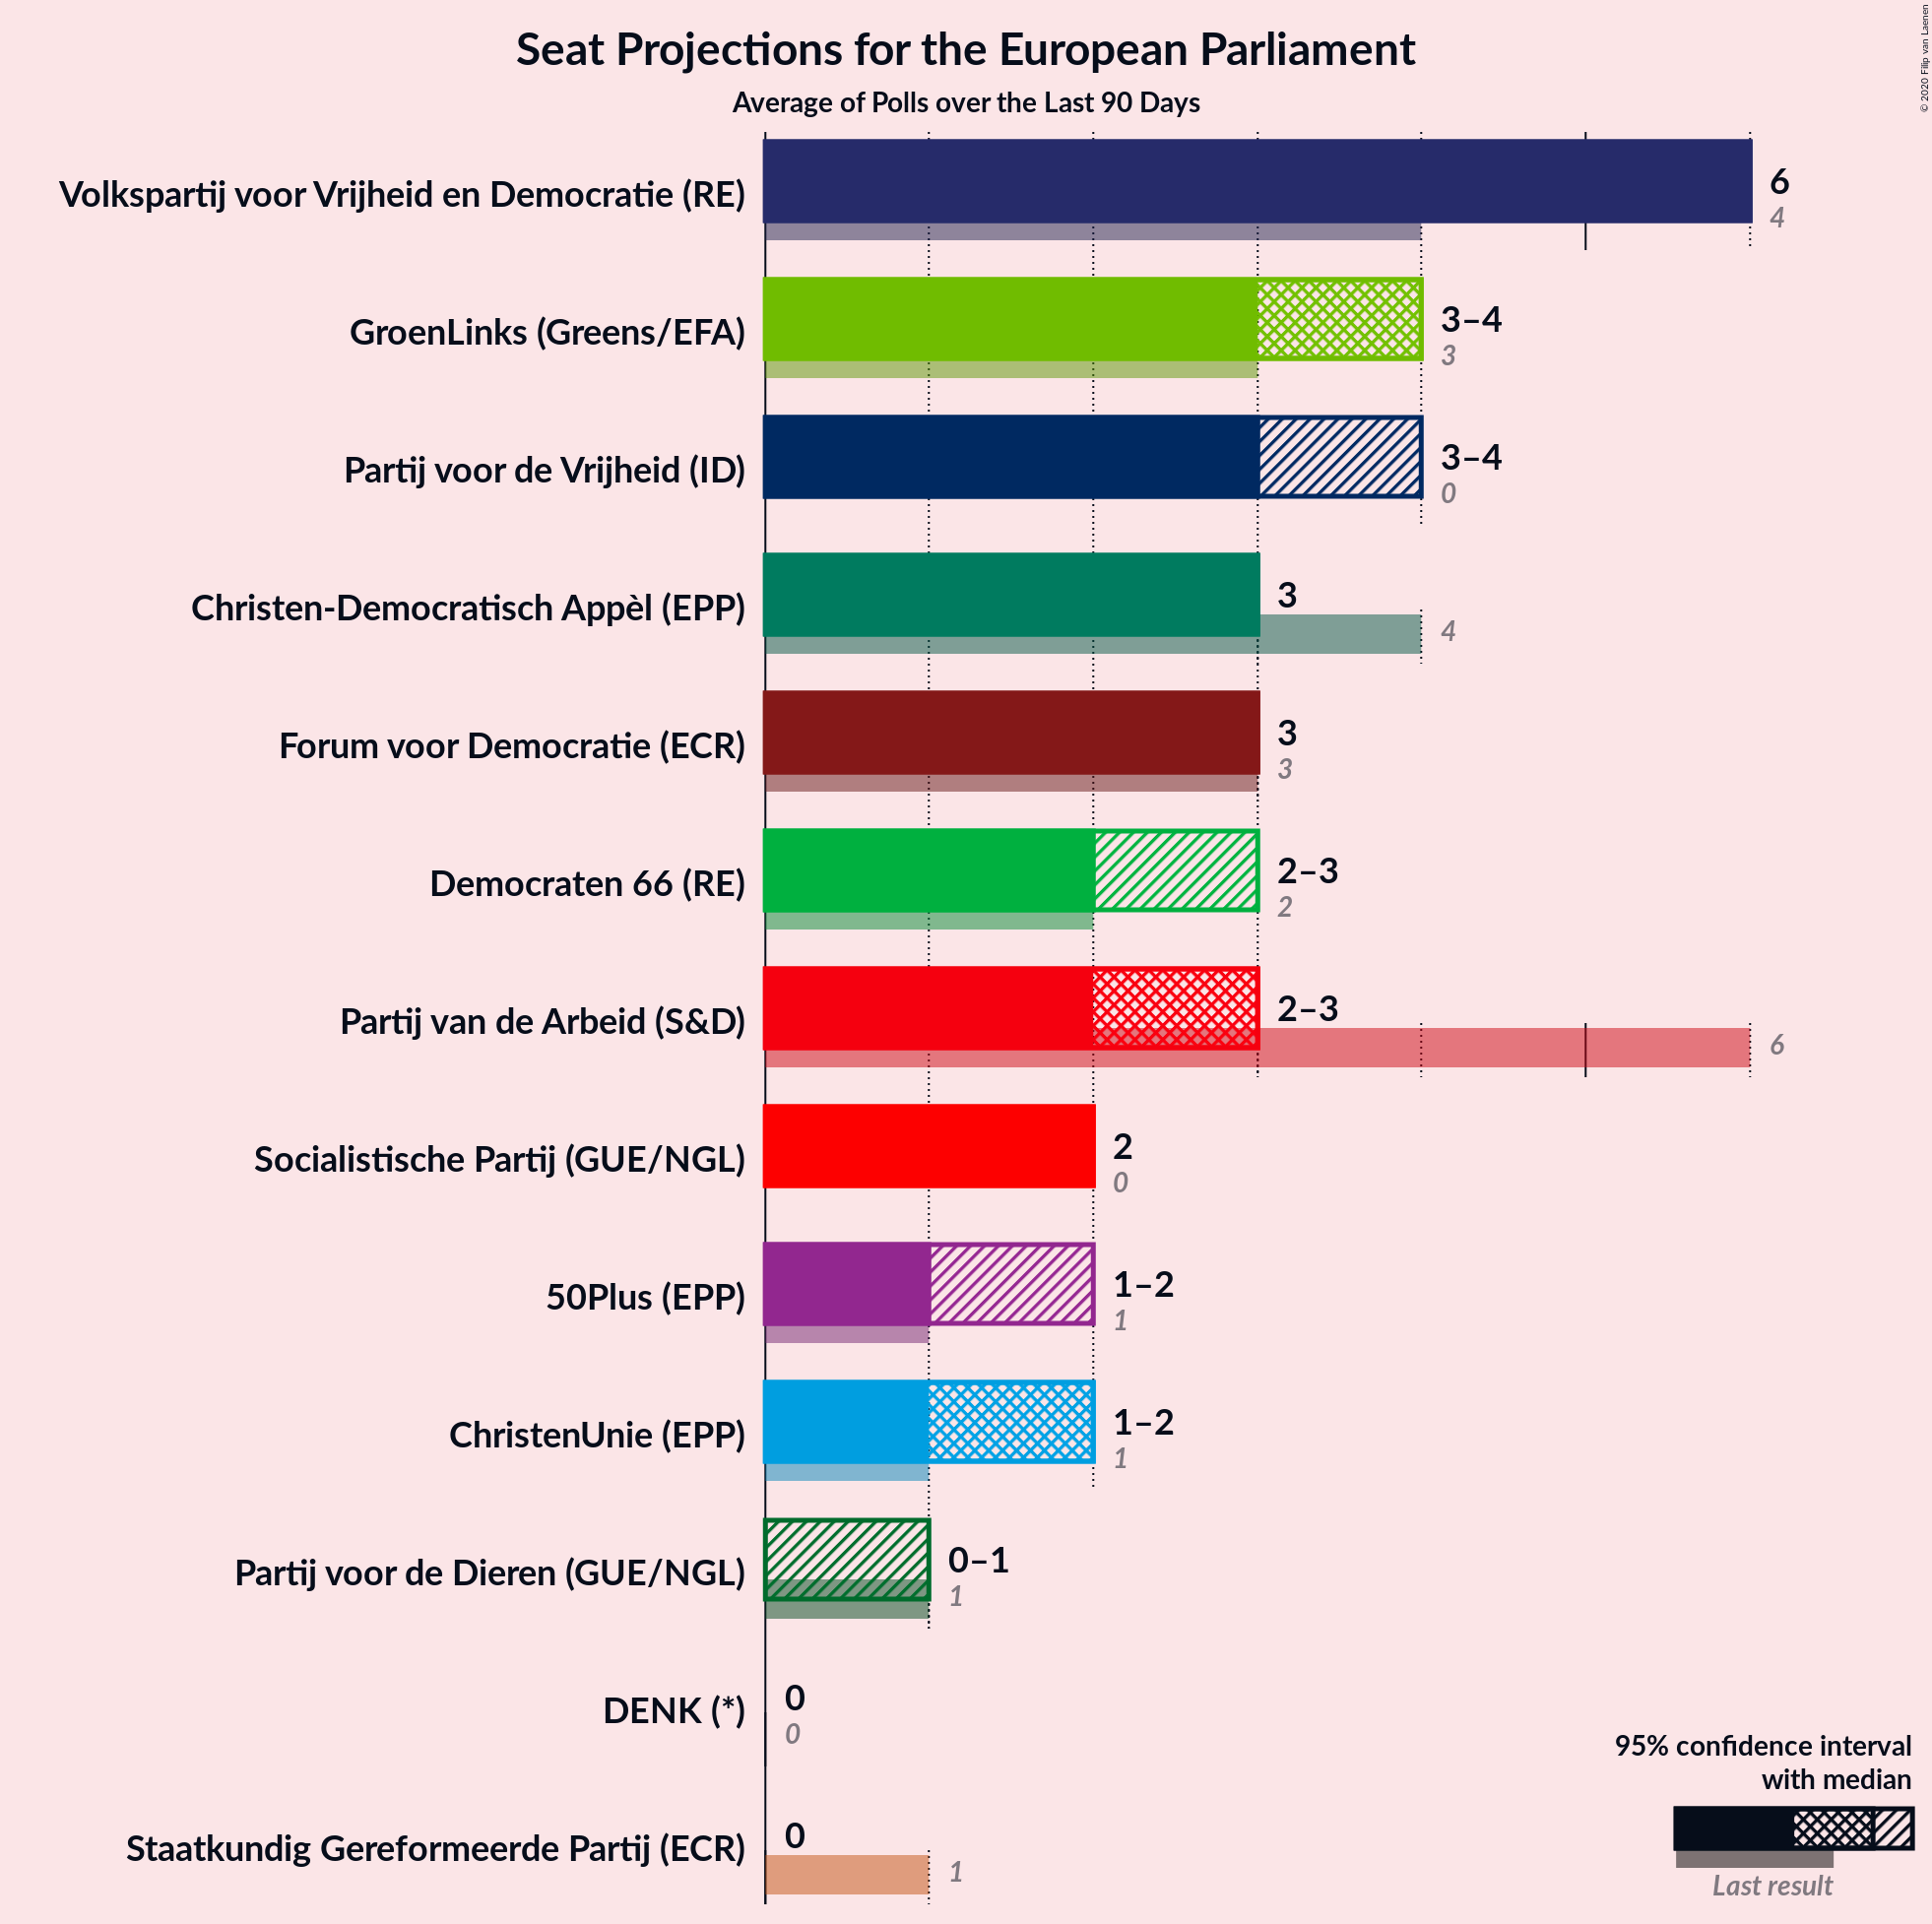 Seat Projections for the European Parliament
Average of Polls over the Last 90 Days
© 2020 Filip van Laenen
Volkspartij voor Vrijheid en Democratie (RE)
6
4
GroenLinks (Greens/EFA)
3–4
3
Partij voor de Vrijheid (ID)
3–4
0
Christen-Democratisch Appèl (EPP)
3
4
Forum voor Democratie (ECR)
3
3
Democraten 66 (RE)
2–3
2
Partij van de Arbeid (S&D)
2–3
6
Socialistische Partij (GUE/NGL)
2
0
50Plus (EPP)
1–2
1
ChristenUnie (EPP)
1–2
1
Partij voor de Dieren (GUE/NGL)
0–1
1
DENK (*)
0
0
Staatkundig Gereformeerde Partij (ECR)
0
1
95% confidence interval
with median
Last result